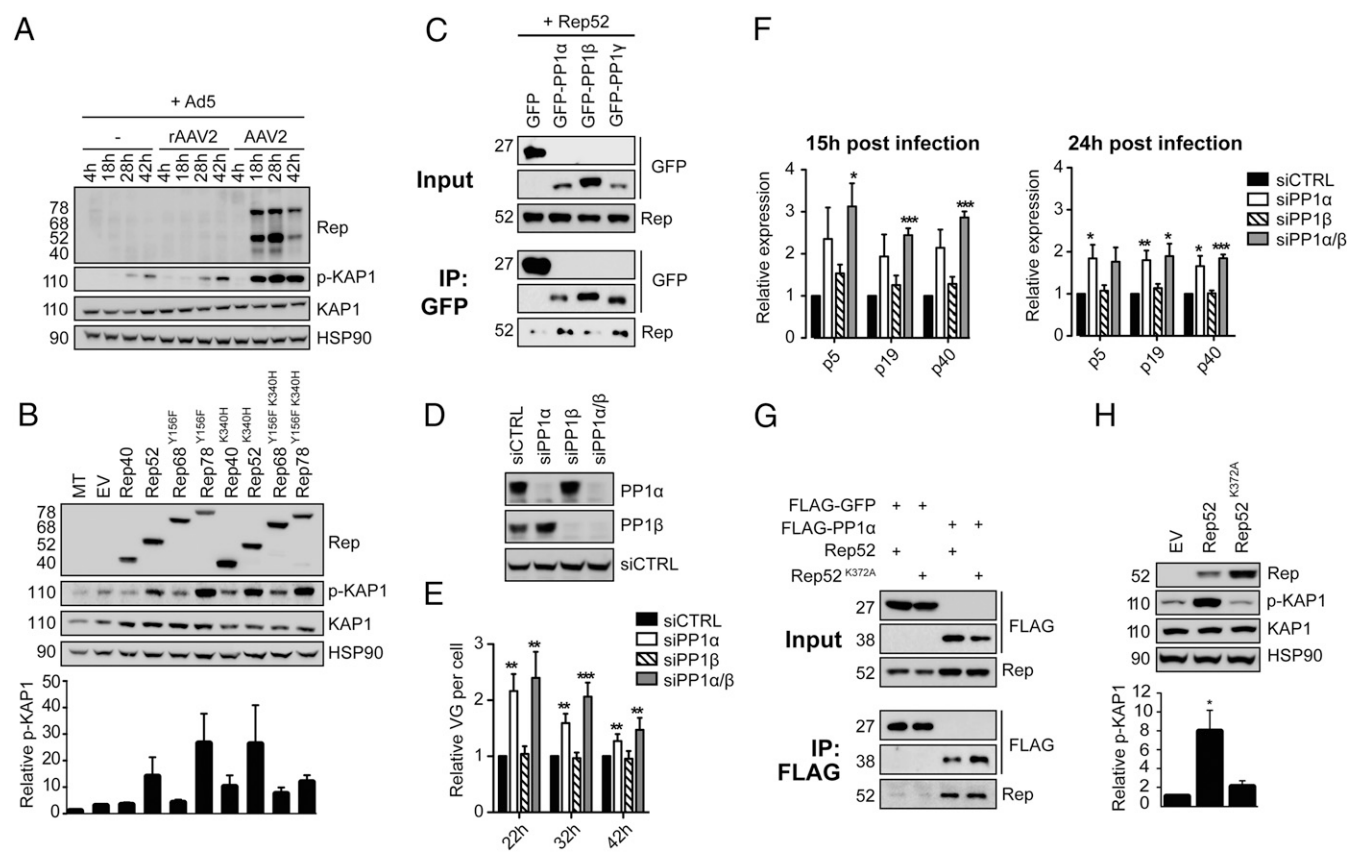 A
+ Ad5
- rAAV2 AAV2
4h 18h 28h 42h 4h 18h 28h 42h 4h 18h 28h 42h
78
68
52
40
Rep
110 p-KAP1
110 KAP1
90 HSP90
B
MT EV Rep40 Rep52 Rep68 Y156F Rep78 Y156F Rep40 K340H Rep52 K340H Rep68 Y156F K340H Rep78 Y156F K340H
78
68
52
40
Rep
110 p-KAP1
110 KAP1
90 HSP90
Relative p-KAP1
50
40
30
20
10
0
C
+ Rep52
GFP GFP-PP1α GFP-PP1β GFP-PP1γ
Input
27
GFP
52 Rep
IP:
GFP
27
GFP
52 Rep
D
siCTRL siPP1α siPP1β siPP1α/β
PP1α
PP1β
siCTRL
E
siCTRL
siPP1α
siPP1β
siPP1α/β
Relative VG per cell
3
2
1
0
** ** ** *** ** **
22h 32h 42h
F
15h post infection
Relative expression
4
3
2
1
0
* *** ***
p5 p19 p40
24h post infection
Relative expression
4
3
2
1
0
* ** * * ***
p5 p19 p40
siCTRL
siPP1α
siPP1β
siPP1α/β
G
FLAG-GFP + +
FLAG-PP1α + +
Rep52 + +
Rep52 K372A + +
Input
27
38
FLAG
52 Rep
IP:
FLAG
27
38
FLAG
52 Rep
H
EV Rep52 Rep52 K372A
52 Rep
110 p-KAP1
110 KAP1
90 HSP90
Relative p-KAP1
12
10
8
6
4
2
0
*